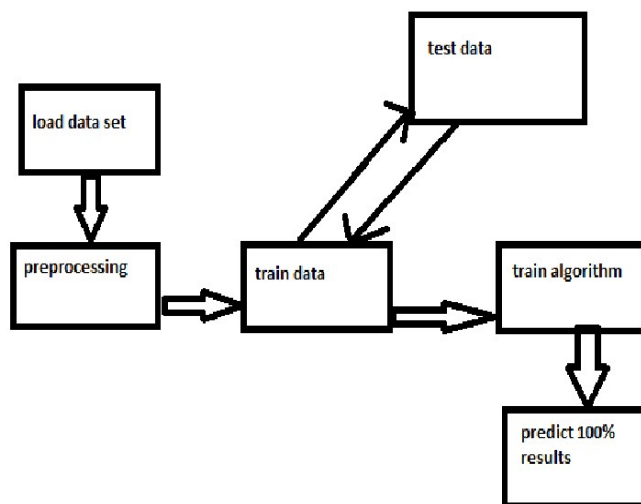 test data
load data set
preprocessing
train data
train algorithm
predict 100%
results